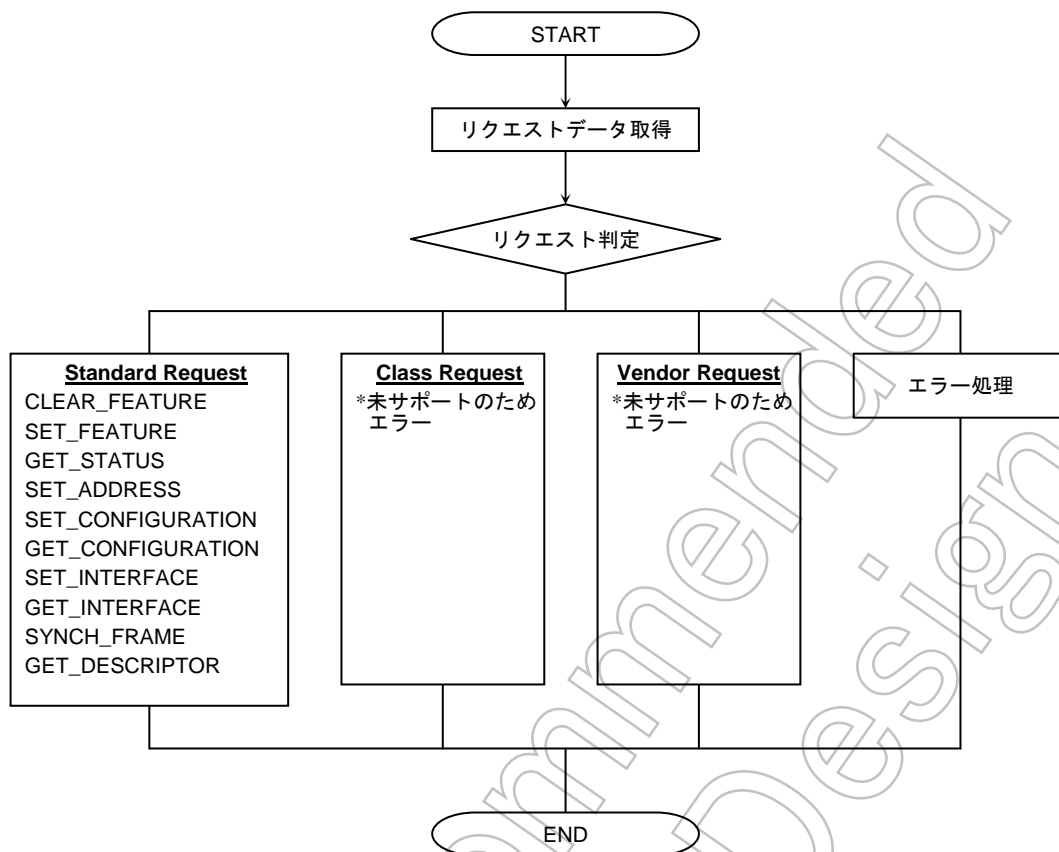 START
リクエストデータ取得
リクエスト判定
Standard Request
CLEAR_FEATURE
SET_FEATURE
GET_STATUS
SET_ADDRESS
SET_CONFIGURATION
GET_CONFIGURATION
SET_INTERFACE
GET_INTERFACE
SYNCH_FRAME
GET_DESCRIPTOR
Class Request
*未サポートのため
エラー
Vendor Request
*未サポートのため
エラー
エラー処理
END
ommended
Design